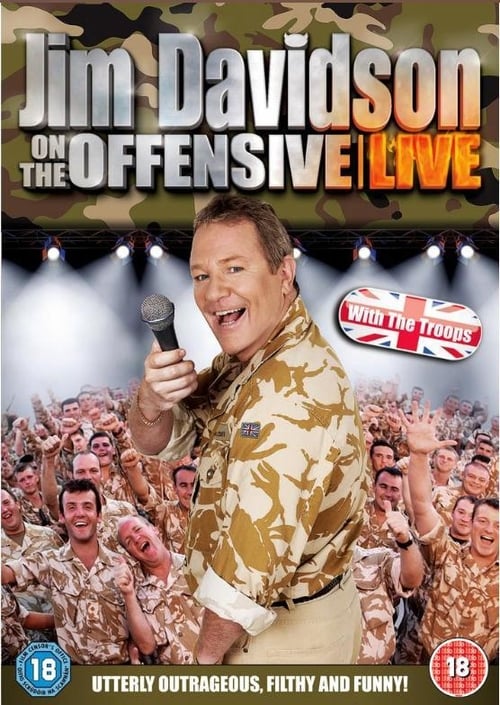 Jim Davidson
ON THE OFFENSIVE LIVE
With The Troops
18
18
UTTERLY OUTRAGEOUS, FILTHY AND FUNNY!